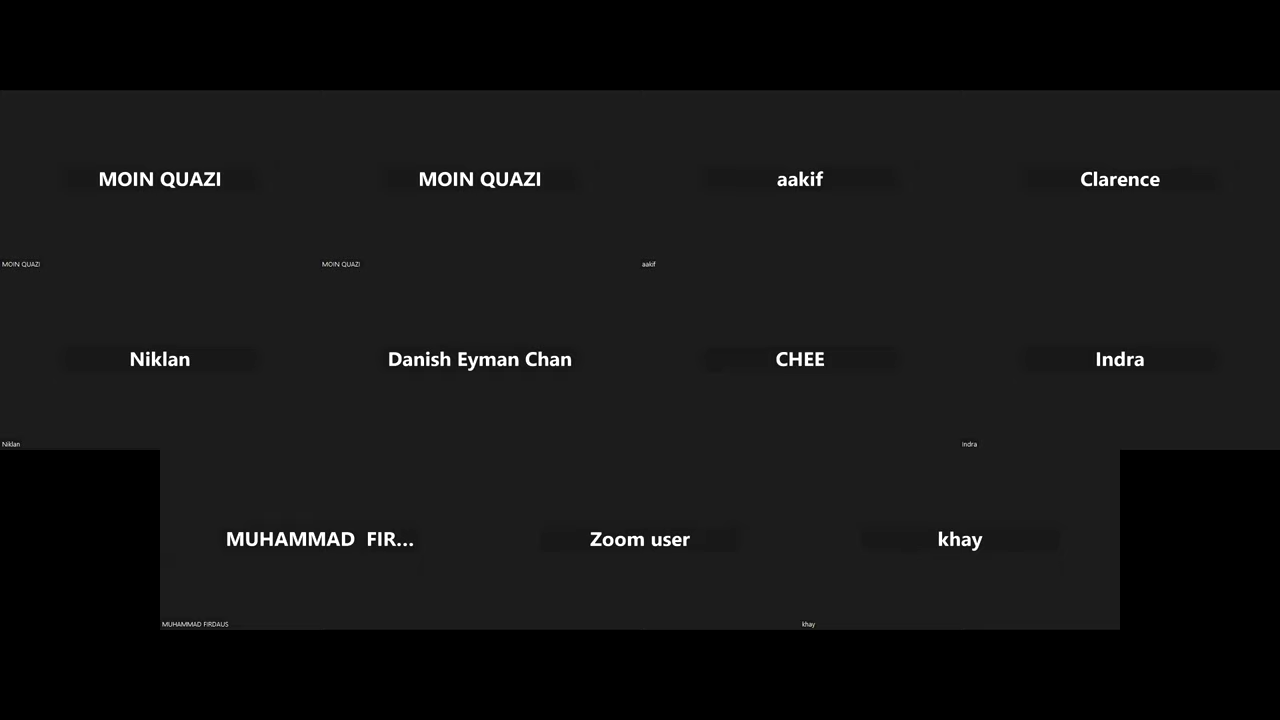 MOIN QUAZI
MOIN QUAZI
aakif
Clarence
MOIN QUAZI
MOIN QUAZI
aakif
Niklan
Danish Eyman Chan
CHEE
Indra
Niklan
Indra
MUHAMMAD  FIR...
Zoom user
khay
MUHAMMAD FIRDAUS
khay